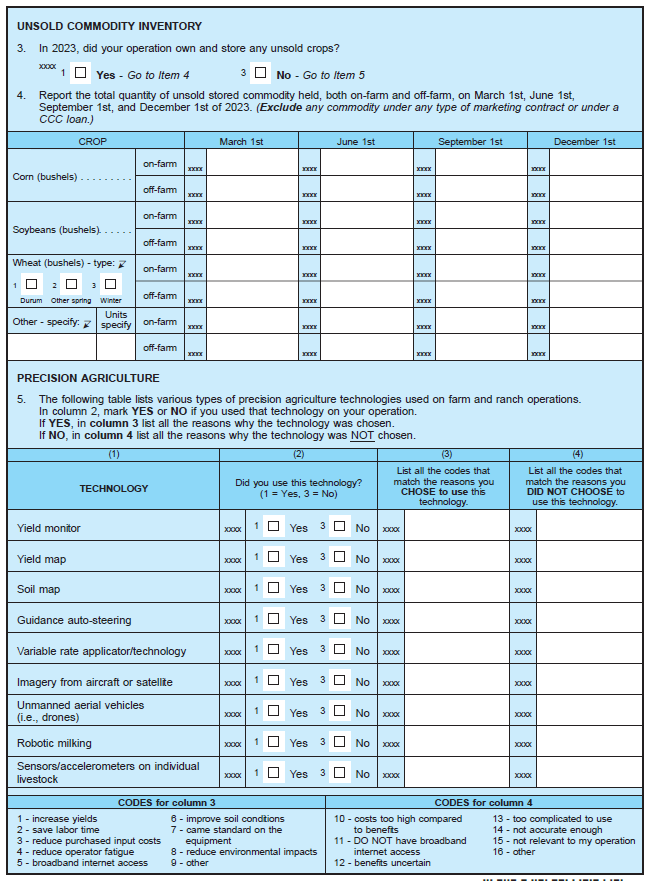 UNSOLD COMMODITY INVENTORY
3. In 2023, did your operation own and store any unsold crops?
xxxx 1 Yes - Go to Item 4 3 No - Go to Item 5
4. Report the total quantity of unsold stored commodity held, both on-farm and off-farm, on March 1st, June 1st,
September 1st, and December 1st of 2023. (Exclude any commodity under any type of marketing contract or under a
CCC loan.)
CROP March 1st June 1st September 1st December 1st
Corn (bushels) . . . . . . . . .
on-farm xxxx xxxx xxxx xxxx
off-farm xxxx xxxx xxxx xxxx
Soybeans (bushels). . . . . .
on-farm xxxx xxxx xxxx xxxx
off-farm xxxx xxxx xxxx xxxx
Wheat (bushels) - type:
1 2 3
Durum Other spring Winter
on-farm xxxx xxxx xxxx xxxx
off-farm xxxx xxxx xxxx xxxx
Other - specify:
Units
specify
on-farm xxxx xxxx xxxx xxxx
off-farm xxxx xxxx xxxx xxxx
PRECISION AGRICULTURE
5. The following table lists various types of precision agriculture technologies used on farm and ranch operations.
In column 2, mark YES or NO if you used that technology on your operation.
If YES, in column 3 list all the reasons why the technology was chosen.
If NO, in column 4 list all the reasons why the technology was NOT chosen.
(1) (2) (3) (4)
TECHNOLOGY
Did you use this technology?
(1 = Yes, 3 = No)
List all the codes that
match the reasons you
CHOSE to use this
technology.
List all the codes that
match the reasons you
DID NOT CHOOSE to
use this technology.
Yield monitor xxxx 1 Yes 3 No xxxx xxxx
Yield map xxxx 1 Yes 3 No xxxx xxxx
Soil map xxxx 1 Yes 3 No xxxx xxxx
Guidance auto-steering xxxx 1 Yes 3 No xxxx xxxx
Variable rate applicator/technology xxxx 1 Yes 3 No xxxx xxxx
Imagery from aircraft or satellite xxxx 1 Yes 3 No xxxx xxxx
Unmanned aerial vehicles
(i.e., drones) xxxx 1 Yes 3 No xxxx xxxx
Robotic milking xxxx 1 Yes 3 No xxxx xxxx
Sensors/accelerometers on individual
livestock xxxx 1 Yes 3 No xxxx xxxx
CODES for column 3
1 - increase yields
2 - save labor time
3 - reduce purchased input costs
4 - reduce operator fatigue
5 - broadband internet access
6 - improve soil conditions
7 - came standard on the
equipment
8 - reduce environmental impacts
9 - other
CODES for column 4
10 - costs too high compared
to benefits
11 - DO NOT have broadband
internet access
12 - benefits uncertain
13 - too complicated to use
14 - not accurate enough
15 - not relevant to my operation
16 - other